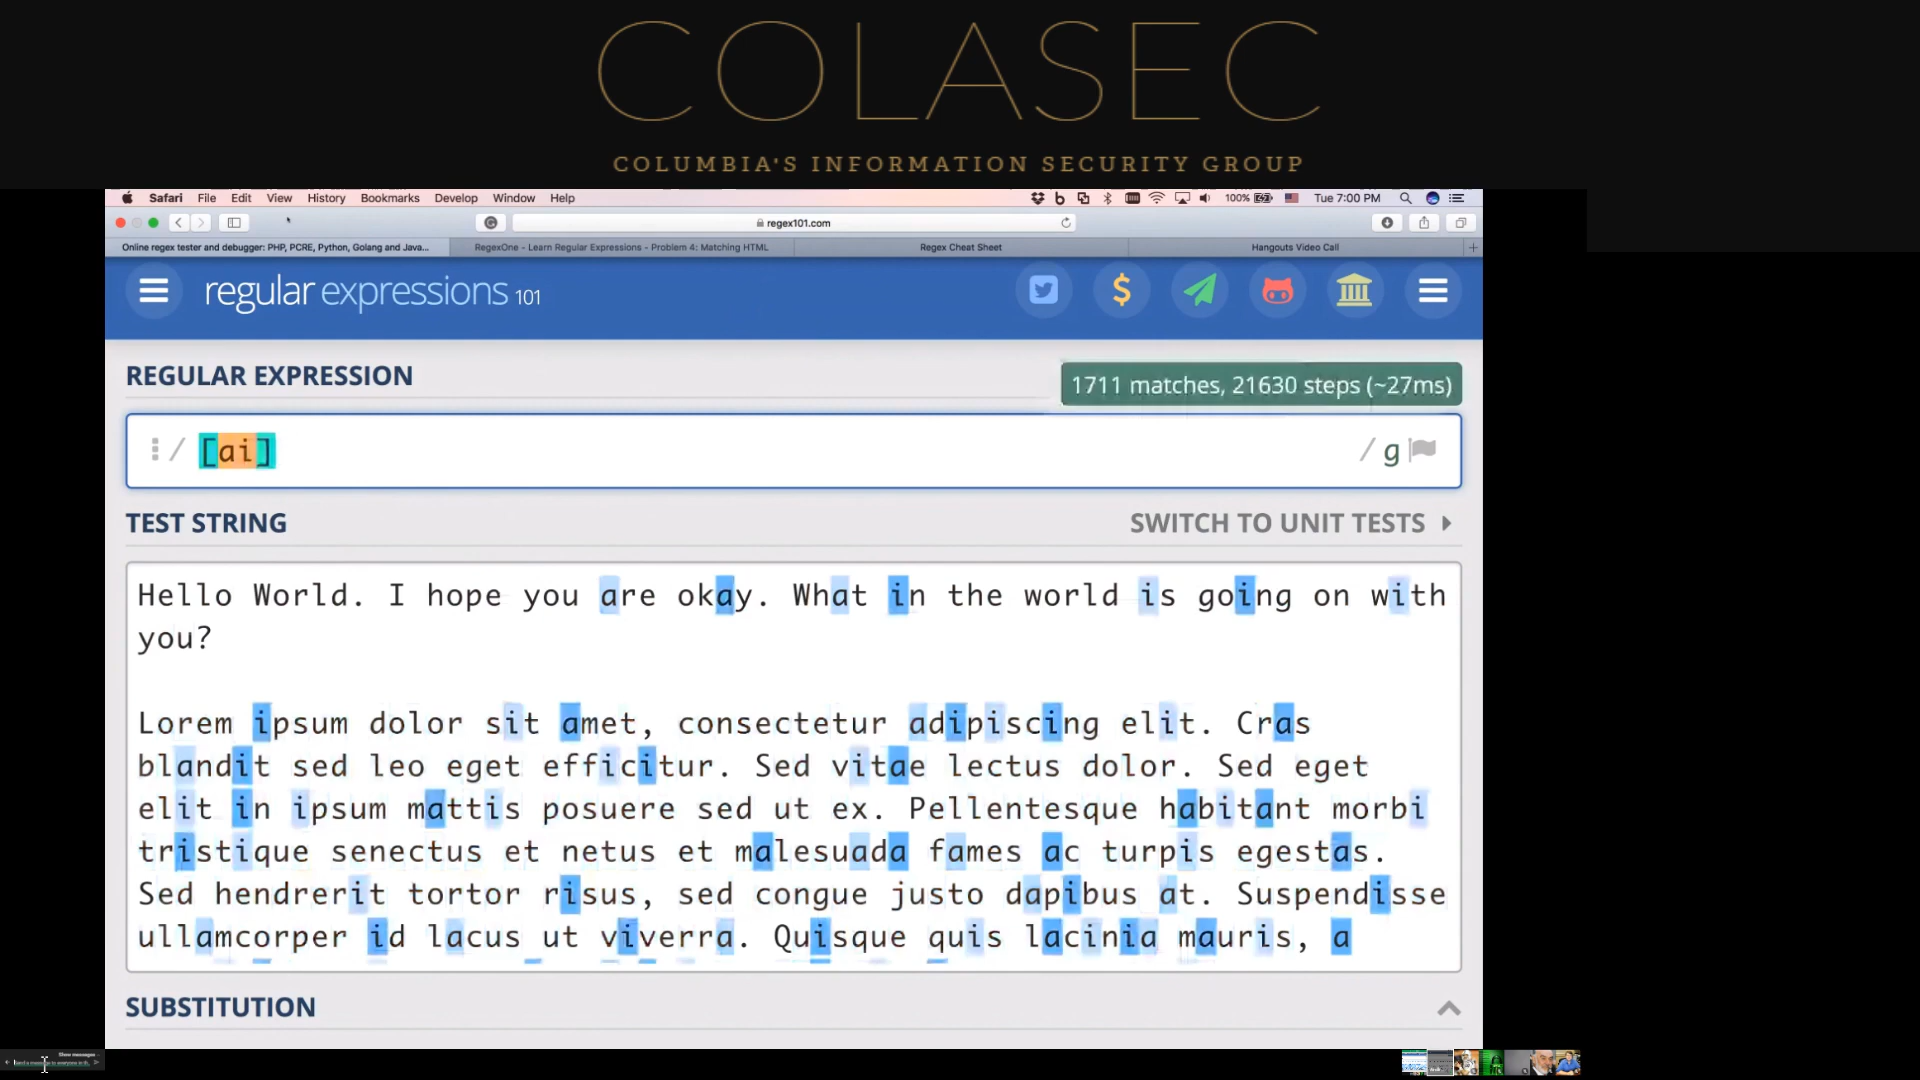 COLASEC
COLUMBIA'S INFORMATION SECURITY GROUP
Safari File Edit View History Bookmarks Develop Window Help 100% Tue 7:00 PM
regex101.com
Online regex tester and debugger: PHP, PCRE, Python, Golang and Java... RegexOne - Learn Regular Expressions - Problem 4: Matching HTML Regex Cheat Sheet Hangouts Video Call
regular expressions 101
REGULAR EXPRESSION
1711 matches, 21630 steps (~27ms)
/ [ai] / g
TEST STRING SWITCH TO UNIT TESTS
Hello World. I hope you are okay. What in the world is going on with
you?
Lorem ipsum dolor sit amet, consectetur adipiscing elit. Cras
blandit sed leo eget efficitur. Sed vitae lectus dolor. Sed eget
elit in ipsum mattis posuere sed ut ex. Pellentesque habitant morbi
tristique senectus et netus et malesuada fames ac turpis egestas.
Sed hendrerit tortor risus, sed congue justo dapibus at. Suspendisse
ullamcorper id lacus ut viverra. Quisque quis lacinia mauris, a
SUBSTITUTION
Show messages